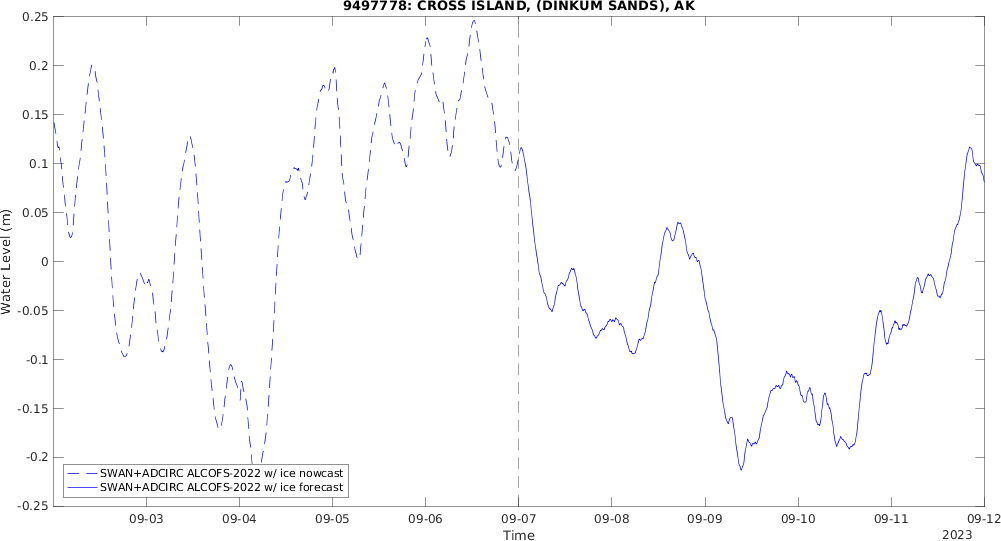 9497778: CROSS ISLAND, (DINKUM SANDS), AK
0.25
0.2
0.15
0.1
0.05
0
-0.05
-0.1
-0.15
-0.2
-0.25
Water Level (m)
SWAN+ADCIRC ALCOFS-2022 w/ ice nowcast
SWAN+ADCIRC ALCOFS-2022 w/ ice forecast
09-03 09-04 09-05 09-06 09-07 09-08 09-09 09-10 09-11 09-12
Time
2023